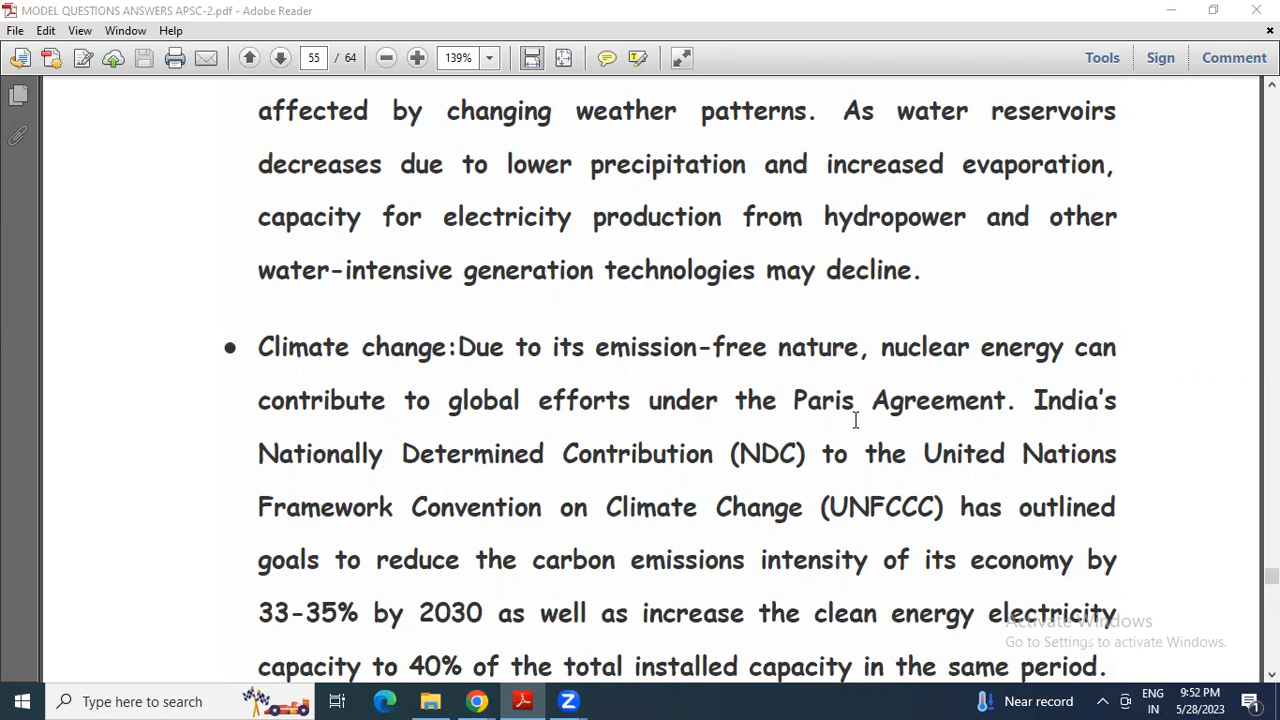 MODEL QUESTIONS ANSWERS APSC-2.pdf - Adobe Reader
File Edit View Window Help
55 / 64 139% Tools Sign Comment
affected by changing weather patterns. As water reservoirs
decreases due to lower precipitation and increased evaporation,
capacity for electricity production from hydropower and other
water-intensive generation technologies may decline.
● Climate change:Due to its emission-free nature, nuclear energy can
contribute to global efforts under the Paris Agreement. India's
Nationally Determined Contribution (NDC) to the United Nations
Framework Convention on Climate Change (UNFCCC) has outlined
goals to reduce the carbon emissions intensity of its economy by
33-35% by 2030 as well as increase the clean energy electricity
capacity to 40% of the total installed capacity in the same period.
Activate Windows
Go to Settings to activate Windows.
Type here to search
Near record
ENG
IN
9:52 PM
5/28/2023
1